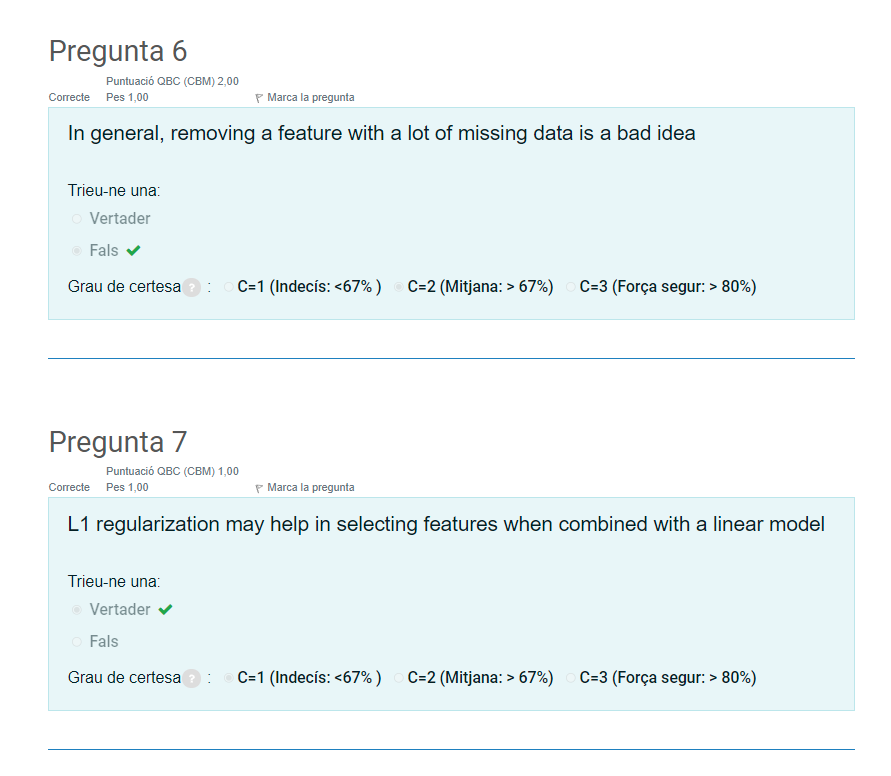 Pregunta 6
Puntuació QBC (CBM) 2,00
Correcte Pes 1,00 Marca la pregunta
In general, removing a feature with a lot of missing data is a bad idea
Trieu-ne una:
Vertader
Fals
Grau de certesa ? : C=1 (Indecís: <67% ) C=2 (Mitjana: > 67%) C=3 (Força segur: > 80%)
Pregunta 7
Puntuació QBC (CBM) 1,00
Correcte Pes 1,00 Marca la pregunta
L1 regularization may help in selecting features when combined with a linear model
Trieu-ne una:
Vertader
Fals
Grau de certesa ? : C=1 (Indecís: <67% ) C=2 (Mitjana: > 67%) C=3 (Força segur: > 80%)